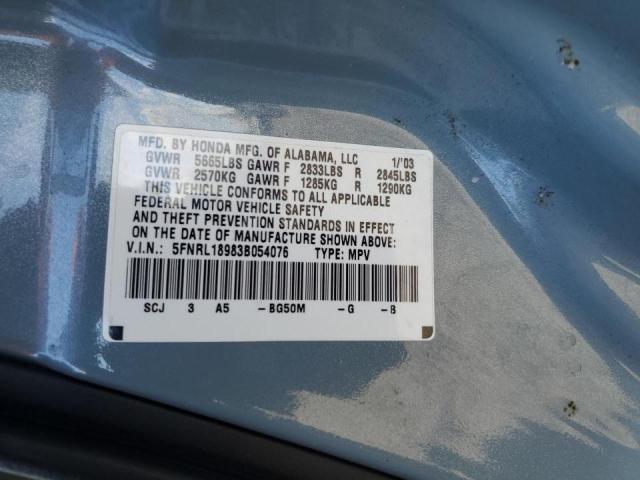 MFD. BY HONDA MFG. OF ALABAMA, LLC 1/'03
GVWR 5665LBS GAWR F 2833LBS R 2845LBS
GVWR 2570KG GAWR F 1285KG R 1290KG
THIS VEHICLE CONFORMS TO ALL APPLICABLE
FEDERAL MOTOR VEHICLE SAFETY
AND THEFT PREVENTION STANDARDS IN EFFECT
ON THE DATE OF MANUFACTURE SHOWN ABOVE:
V.I.N.: 5FNRL18983B054076 TYPE: MPV
SCJ 3 A5 -BG50M -G -B